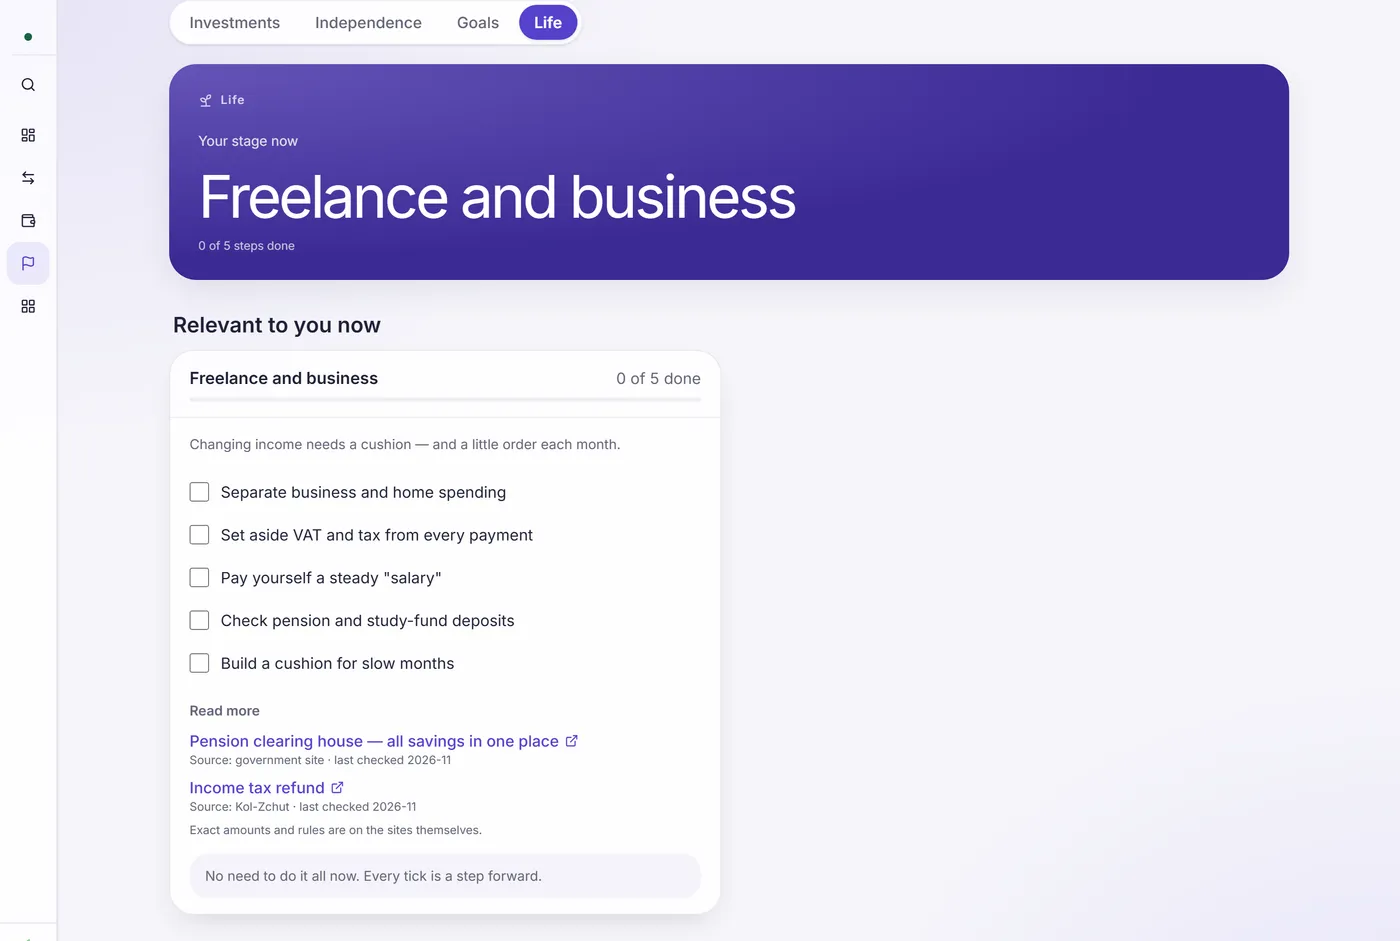 Investments
Independence
Goals
Life
Life
Your stage now
Freelance and business
0 of 5 steps done
Relevant to you now
Freelance and business
0 of 5 done
Changing income needs a cushion — and a little order each month.
Separate business and home spending
Set aside VAT and tax from every payment
Pay yourself a steady "salary"
Check pension and study-fund deposits
Build a cushion for slow months
Read more
Pension clearing house — all savings in one place
Source: government site · last checked 2026-11
Income tax refund
Source: Kol-Zchut · last checked 2026-11
Exact amounts and rules are on the sites themselves.
No need to do it all now. Every tick is a step forward.